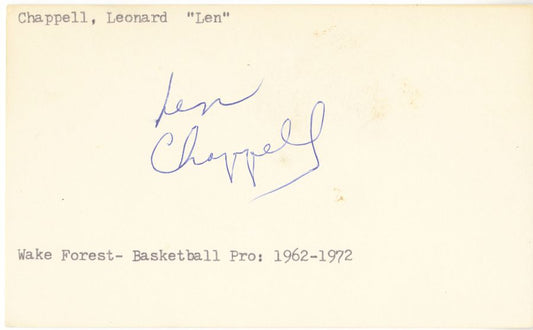 Chappell, Leonard "Len"
Len
Chappell
Wake Forest- Basketball Pro: 1962-1972